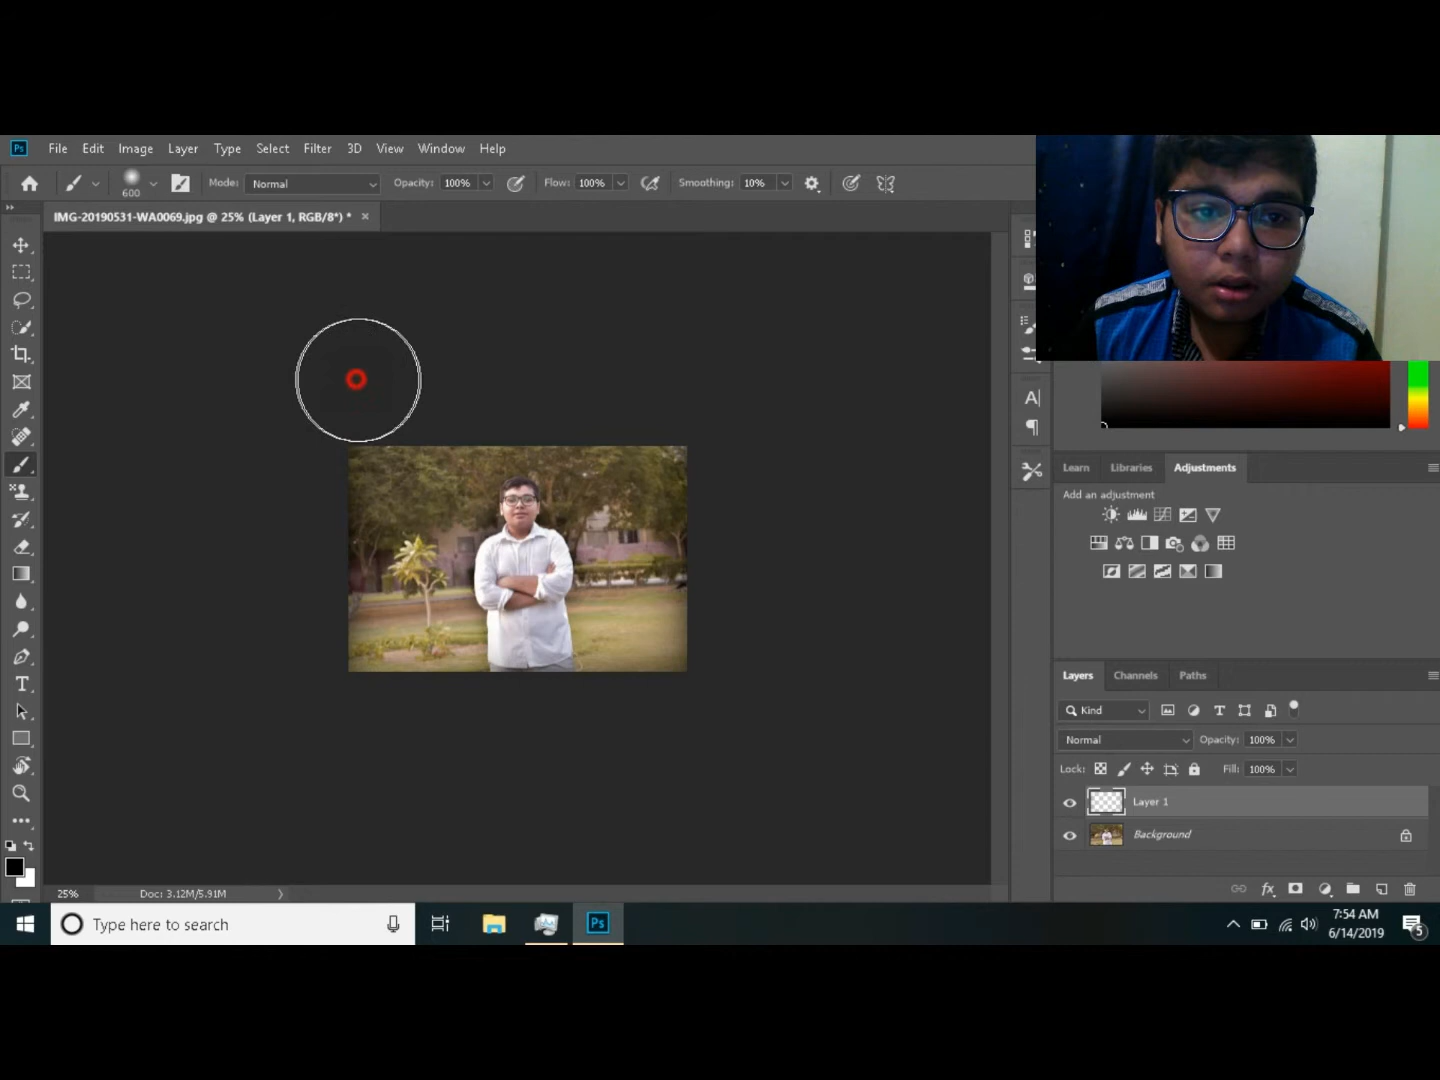 Ps File Edit Image Layer Type Select Filter 3D View Window Help
600 Mode: Normal Opacity: 100% Flow: 100% Smoothing: 10%
IMG-20190531-WA0069.jpg @ 25% (Layer 1, RGB/8*) * ×
Learn Libraries Adjustments
Add an adjustment
Layers Channels Paths
Kind
Normal Opacity: 100%
Lock: Fill: 100%
Layer 1
Background
25% Doc: 3.12M/5.91M
Type here to search
Ps
7:54 AM
6/14/2019
5